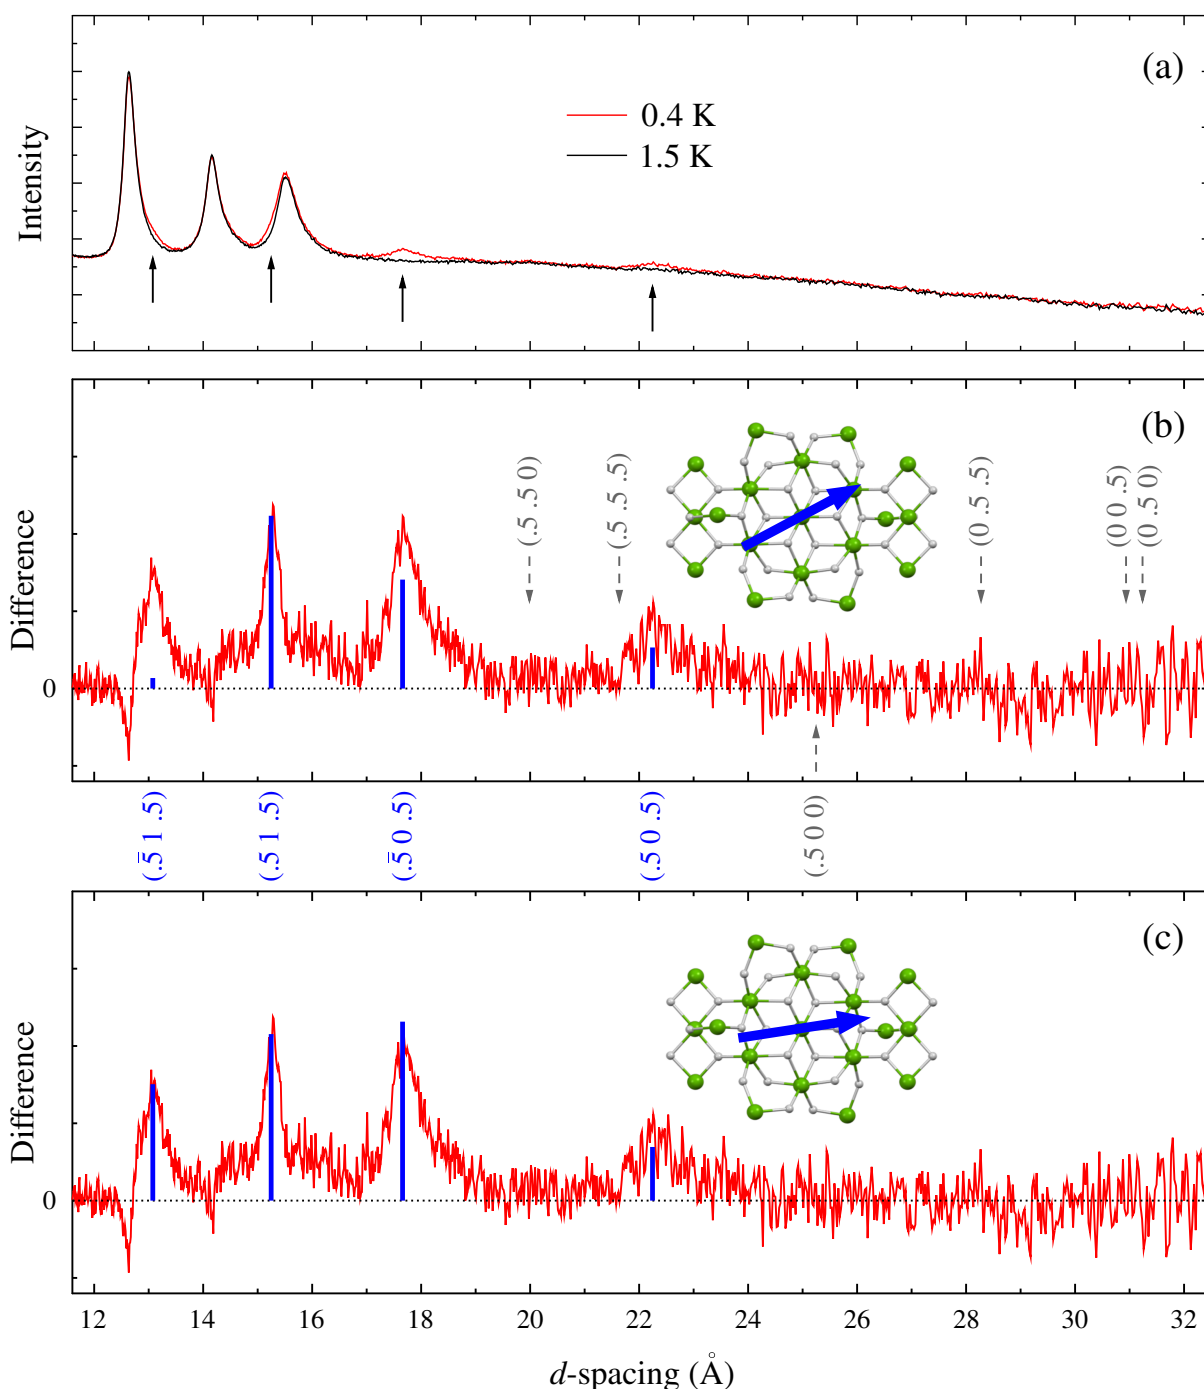 (a)
Intensity
0.4 K
1.5 K
(b)
Difference
0
(.5 .5 0)
(.5 .5 .5)
(0 .5 .5)
(0 0 .5)
(0 .5 0)
(.5̄ 1 .5)
(.5 1 .5)
(.5̄ 0 .5)
(.5 0 .5)
(.5 0 0)
(c)
Difference
0
12 14 16 18 20 22 24 26 28 30 32
d-spacing (Å)